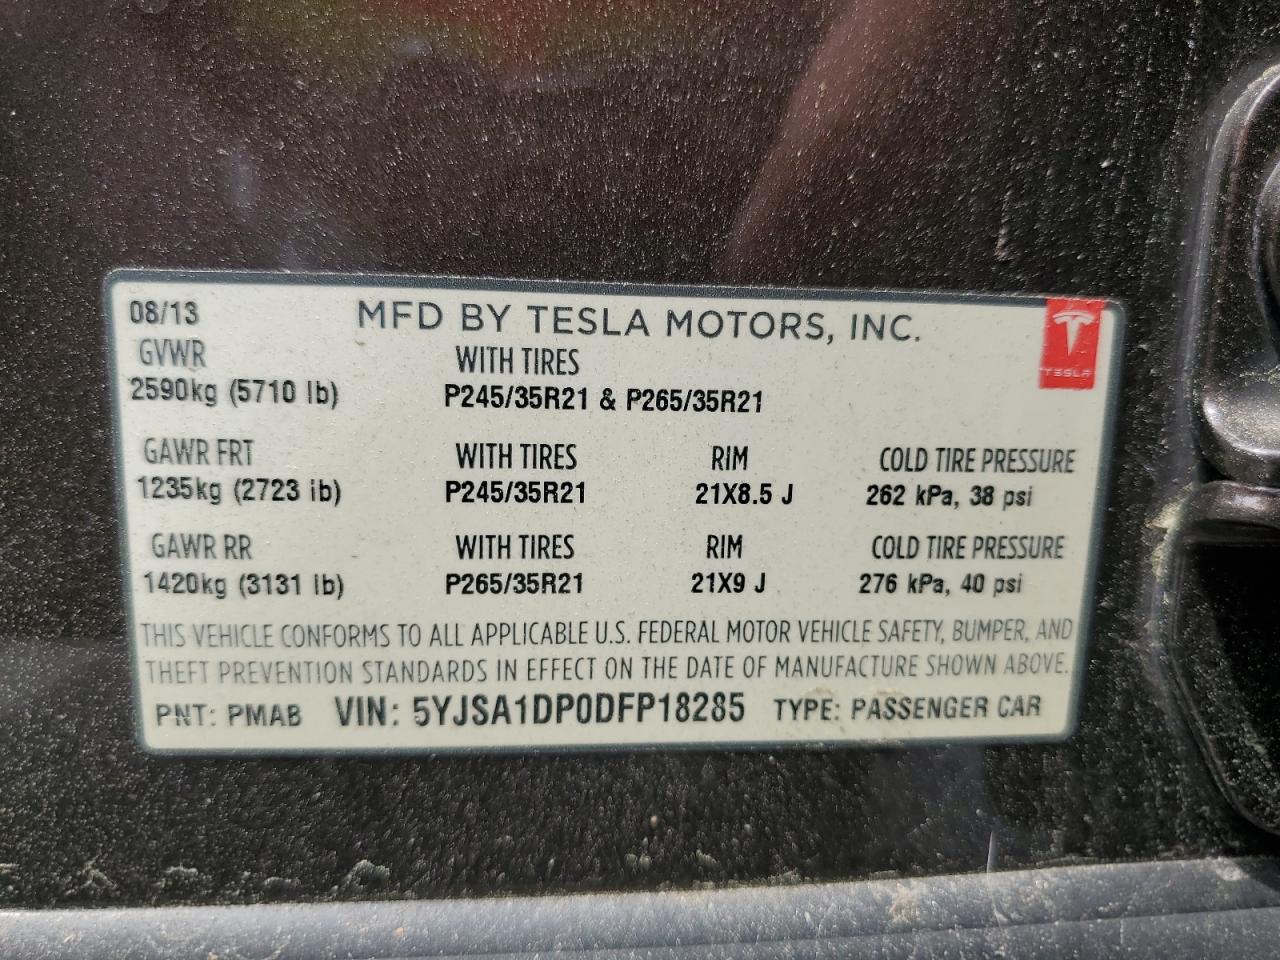 08/13 MFD BY TESLA MOTORS, INC.
TESLA
GVWR WITH TIRES
2590kg (5710 lb) P245/35R21 & P265/35R21
GAWR FRT WITH TIRES RIM COLD TIRE PRESSURE
1235kg (2723 lb) P245/35R21 21X8.5 J 262 kPa, 38 psi
GAWR RR WITH TIRES RIM COLD TIRE PRESSURE
1420kg (3131 lb) P265/35R21 21X9 J 276 kPa, 40 psi
THIS VEHICLE CONFORMS TO ALL APPLICABLE U.S. FEDERAL MOTOR VEHICLE SAFETY, BUMPER, AND
THEFT PREVENTION STANDARDS IN EFFECT ON THE DATE OF MANUFACTURE SHOWN ABOVE.
PNT: PMAB VIN: 5YJSA1DP0DFP18285 TYPE: PASSENGER CAR